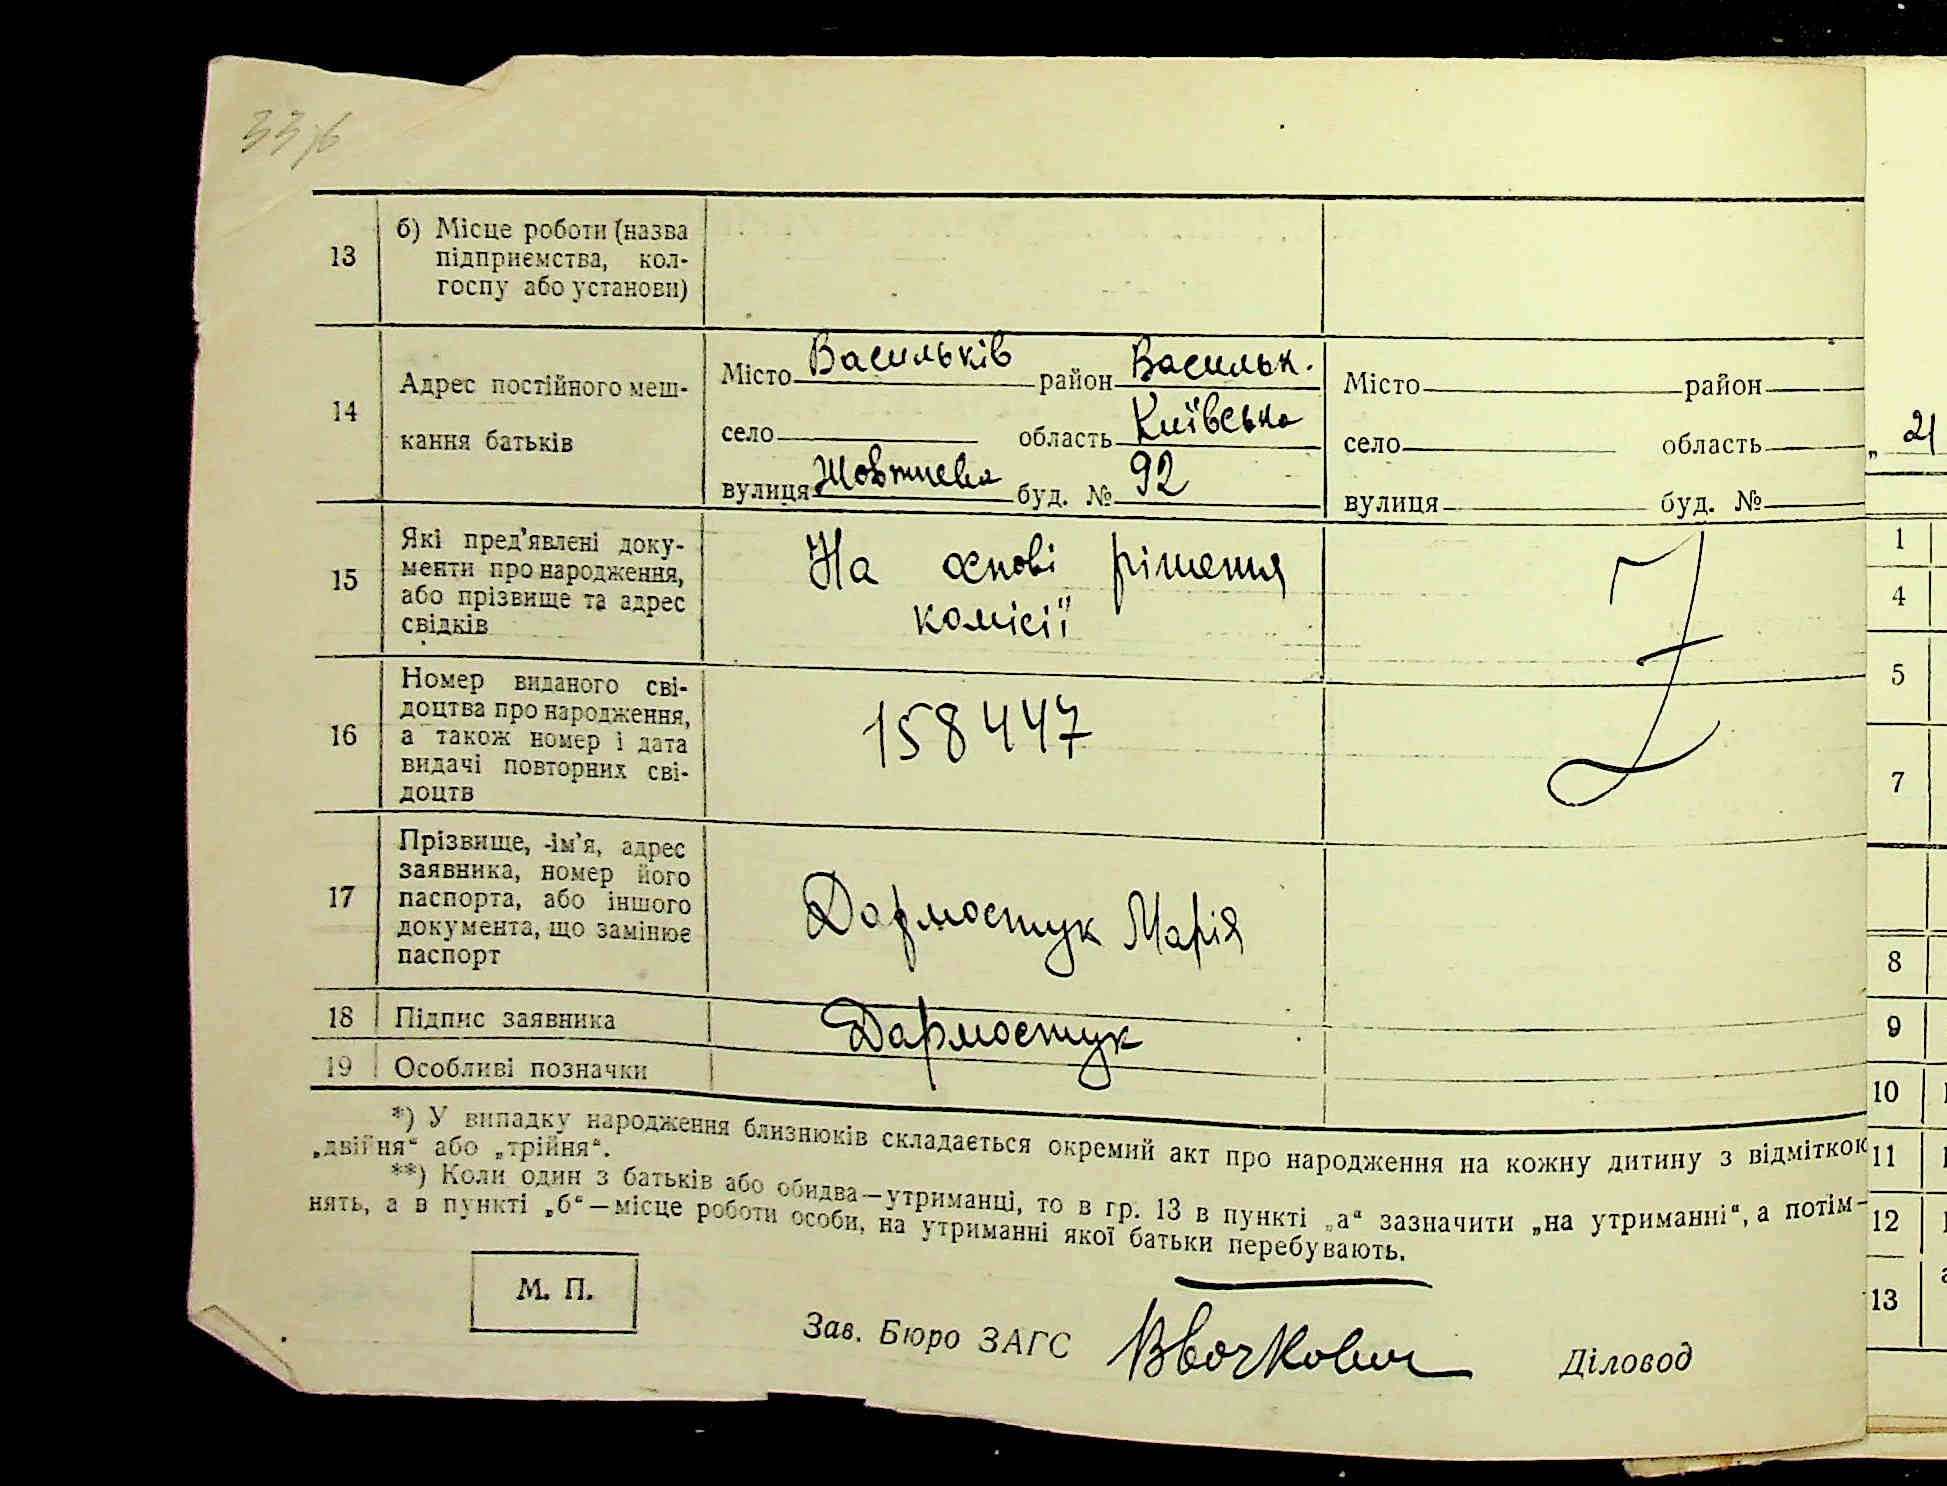 33
13
б) Місце роботи (назва
підприємства, кол-
госпу або установи)
14
Адрес постійного меш-
кання батьків
Місто Васильків район Васильк.
село область Київська
вулиця Жовтнева буд. № 92
Місто район
село область
вулиця буд. №
15
Які пред'явлені доку-
менти про народження,
або прізвище та адрес
свідків
На основі рішення
комісії
16
Номер виданого сві-
доцтва про народження,
а також номер і дата
видачі повторних сві-
доцтв
158447
17
Прізвище, -ім'я, адрес
заявника, номер його
паспорта, або іншого
документа, що замінює
паспорт
Дармостук Марія
18 Підпис заявника
Дармостук
19 Особливі позначки
*) У випадку народження близнюків складається окремий акт про народження на кожну дитину з відміткою
„двійня“ або „трійня“.
**) Коли один з батьків або обидва—утриманці, то в гр. 13 в пункті „а“ зазначити „на утриманні“, а потім—
нять, а в пункті „б“—місце роботи особи, на утриманні якої батьки перебувають.
М. П.
Зав. Бюро ЗАГС
Діловод
„ 21
1
4
5
7
8
9
10
11
12
13